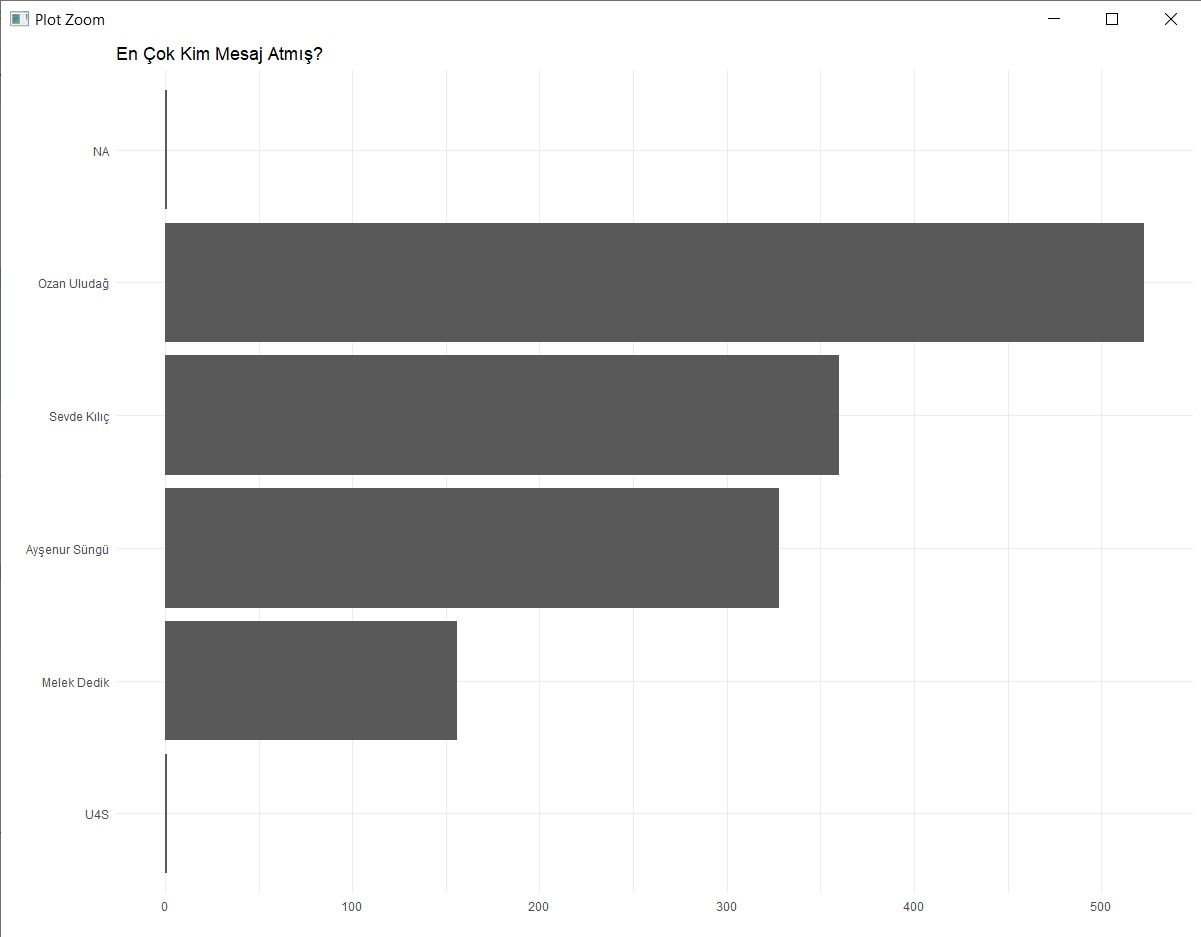 Plot Zoom
En Çok Kim Mesaj Atmış?
NA
Ozan Uludağ
Sevde Kılıç
Ayşenur Süngü
Melek Dedik
U4S
0 100 200 300 400 500